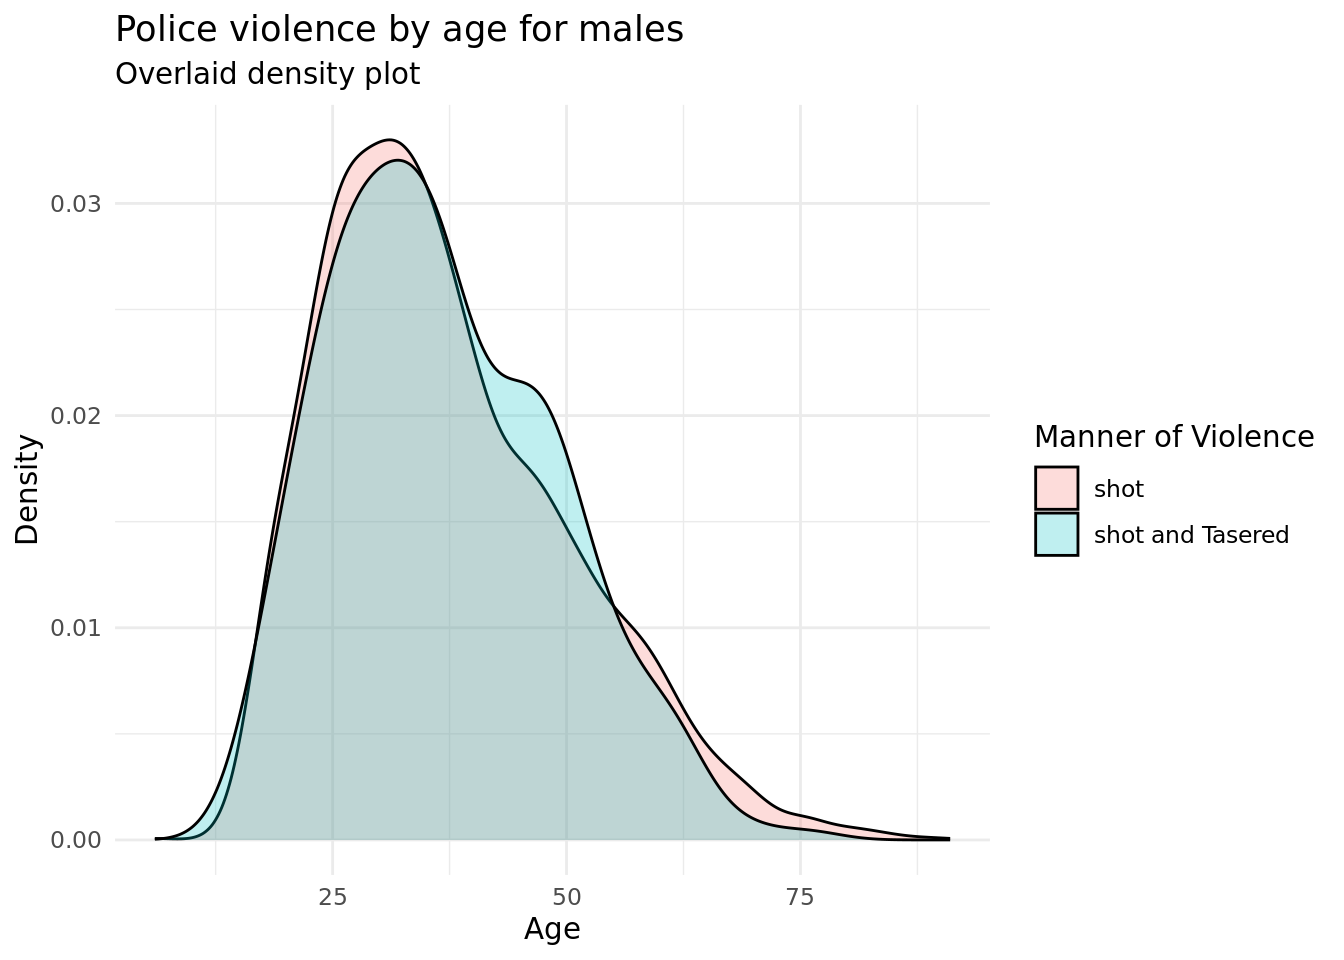 Police violence by age for males
Overlaid density plot
0.03
0.02
0.01
0.00
Density
25
50
75
Age
Manner of Violence
shot
shot and Tasered